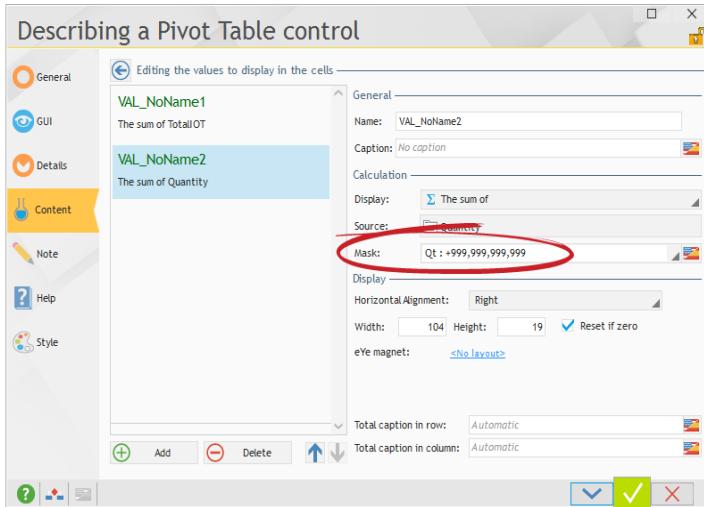 Describing a Pivot Table control
General
GUI
Details
Content
Note
Help
Style
Editing the values to display in the cells
VAL_NoName1
The sum of TotalIOT
VAL_NoName2
The sum of Quantity
Add
Delete
General
Name: VAL_NoName2
Caption: No caption
Calculation
Display: Σ The sum of
Source: Quantity
Mask: Qt : +999,999,999,999
Display
Horizontal Alignment: Right
Width: 104 Height: 19 Reset if zero
eYe magnet: <No layout>
Total caption in row: Automatic
Total caption in column: Automatic